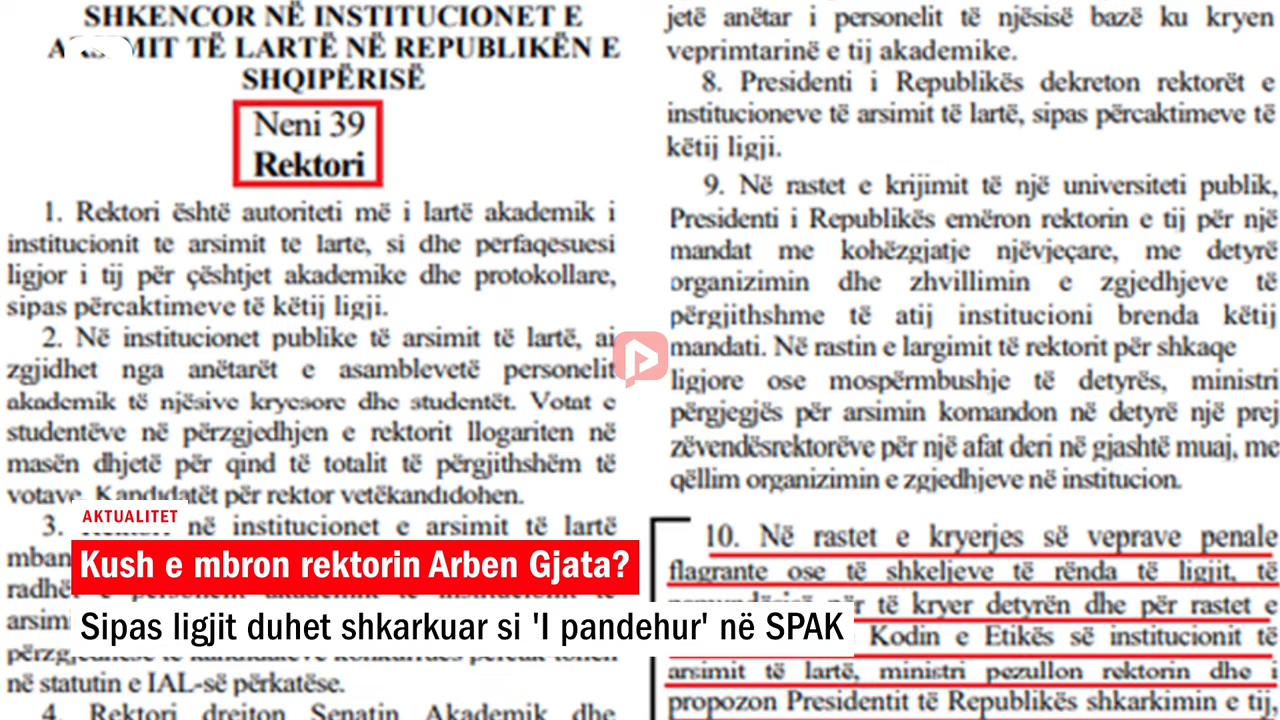 SHKENCOR NË INSTITUCIONET E
ARSIMIT TË LARTË NË REPUBLIKËN E
SHQIPËRISË
Neni 39
Rektori
1. Rektori është autoriteti më i lartë akademik i
institucionit te arsimit te larte, si dhe perfaqesuesi
ligjor i tij për çështjet akademike dhe protokollare,
sipas përcaktimeve të këtij ligji.
2. Në institucionet publike të arsimit të lartë, ai
zgjidhet nga anëtarët e asamblevetë personelit
akademik të njësive kryesore dhe studentët. Votat e
studentëve në përzgjedhjen e rektorit llogariten në
masën dhjetë për qind të totalit të përgjithshëm të
votave. Kandidatët për rektor vetëkandidohen.
3. në institucionet e arsimit të lartë
mban
radhë
arsim
në statutin e IAL-së përkatëse.
4. Rektori drejton Senatin Akademik dhe
jetë anëtar i personelit të njësisë bazë ku kryen
veprimtarinë e tij akademike.
8. Presidenti i Republikës dekreton rektorët e
institucioneve të arsimit të lartë, sipas përcaktimeve të
këtij ligji.
9. Në rastet e krijimit të një universiteti publik,
Presidenti i Republikës emëron rektorin e tij për një
mandat me kohëzgjatje njëvjeçare, me detyrë
organizimin dhe zhvillimin e zgjedhjeve të
përgjithshme të atij institucioni brenda këtij
mandati. Në rastin e largimit të rektorit për shkaqe
ligjore ose mospërmbushje të detyrës, ministri
përgjegjës për arsimin komandon në detyrë një prej
zëvendësrektorëve për një afat deri në gjashtë muaj, me
qëllim organizimin e zgjedhjeve në institucion.
10. Në rastet e kryerjes së veprave penale
flagrante ose të shkeljeve të rënda të ligjit, të
për të kryer detyrën dhe për rastet e
Kodin e Etikës së institucionit të
arsimit të lartë, ministri pezullon rektorin dhe i
propozon Presidentit të Republikës shkarkimin e tij,
AKTUALITET
Kush e mbron rektorin Arben Gjata?
Sipas ligjit duhet shkarkuar si 'I pandehur' në SPAK